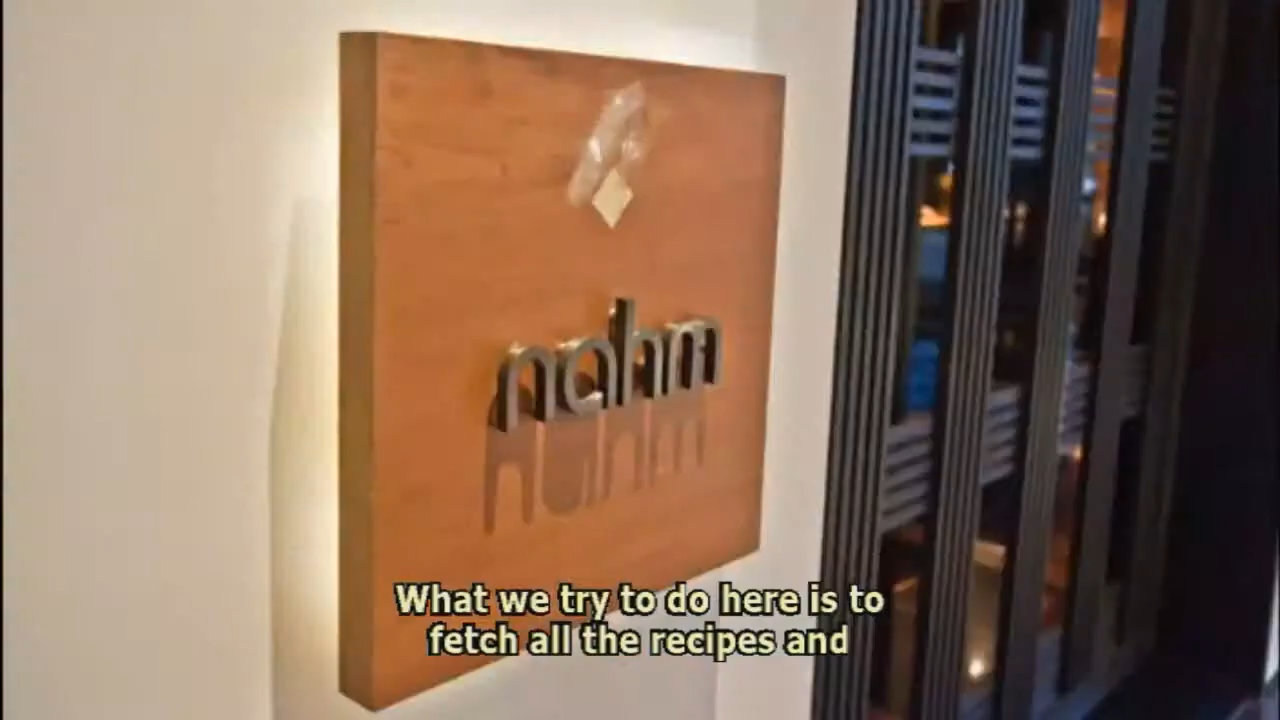 nahm
What we try to do here is to
fetch all the recipes and